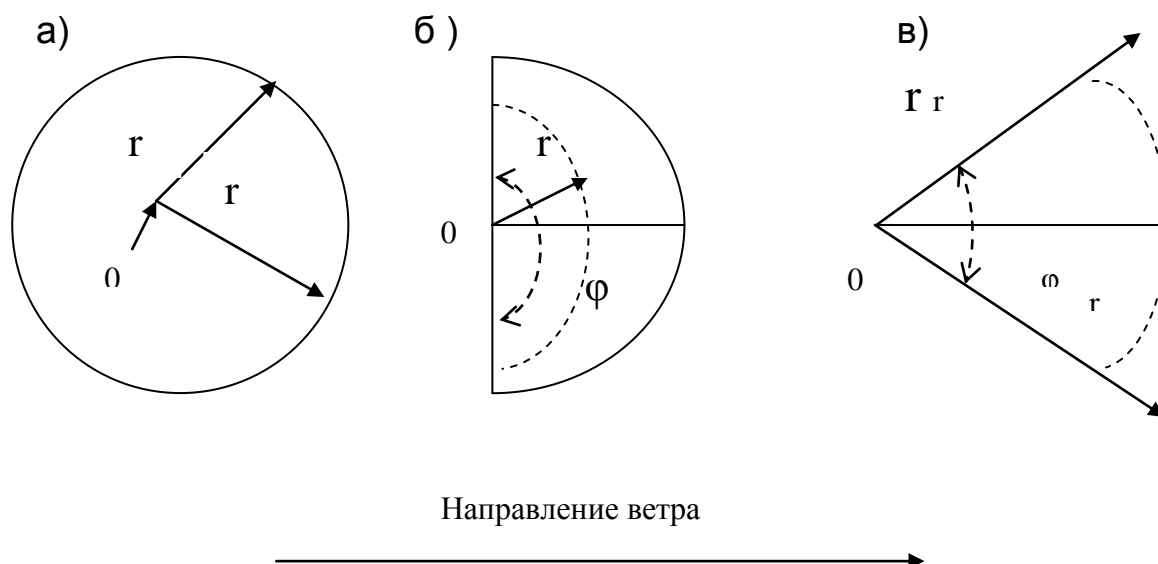 а) б ) в)
r r r r
0 0 φ 0 φ r
Направление ветра